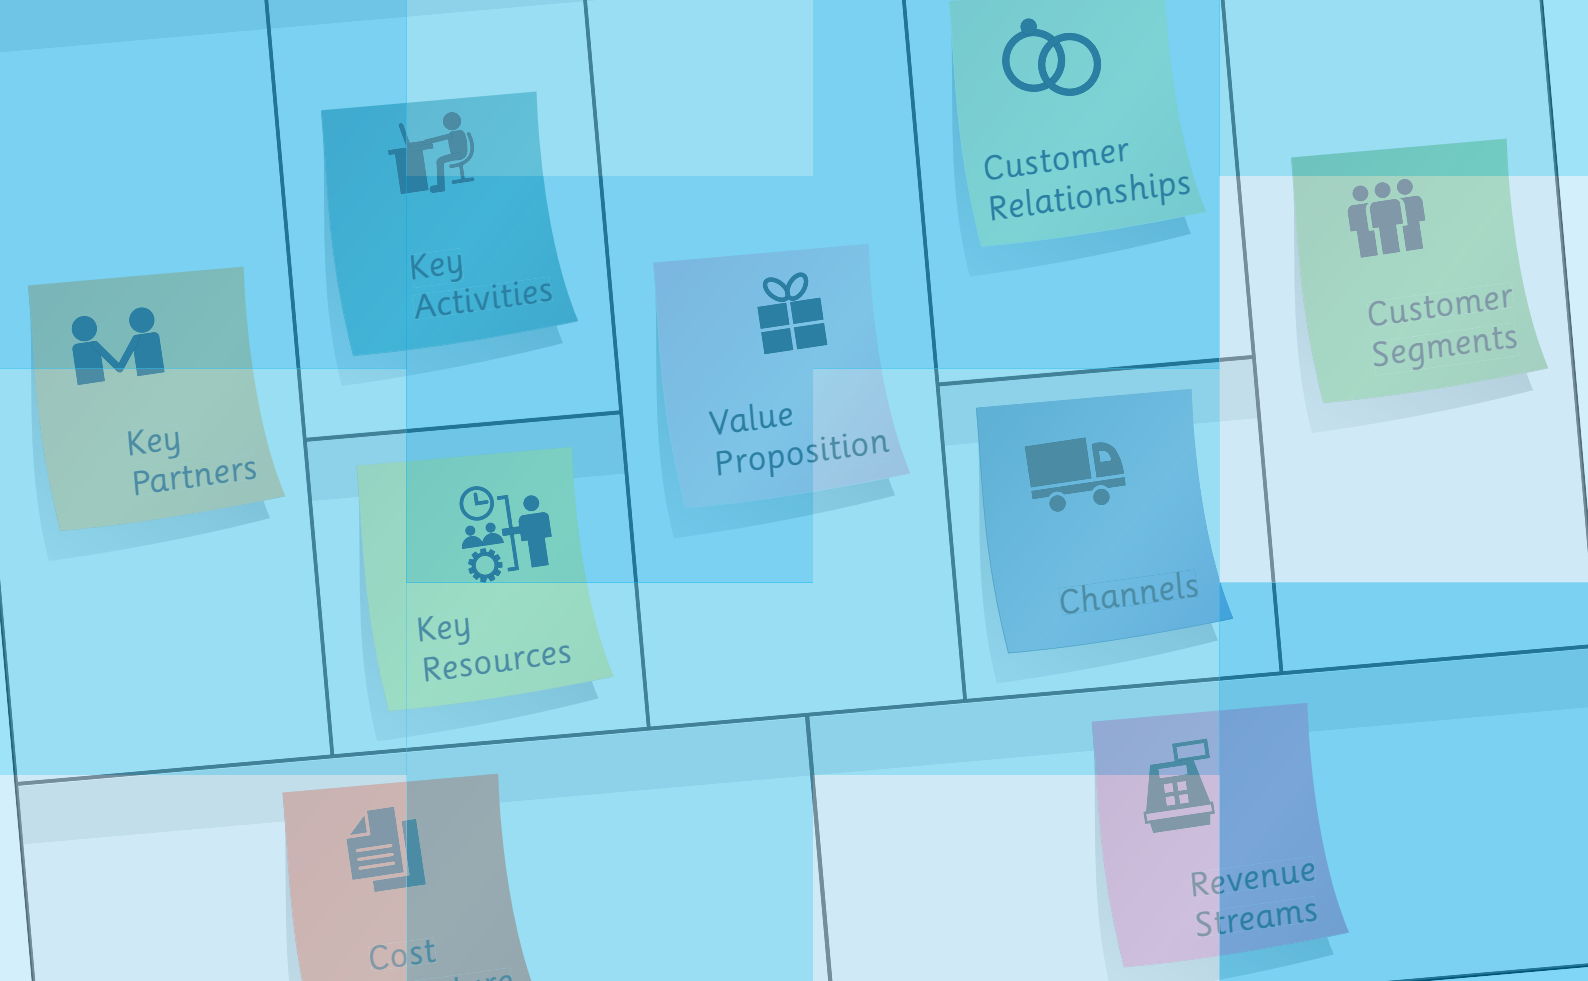 Customer
Relationships
Key
Activities
Customer
Segments
Key
Partners
Value
Proposition
Channels
Key
Resources
Revenue
Streams
Cost